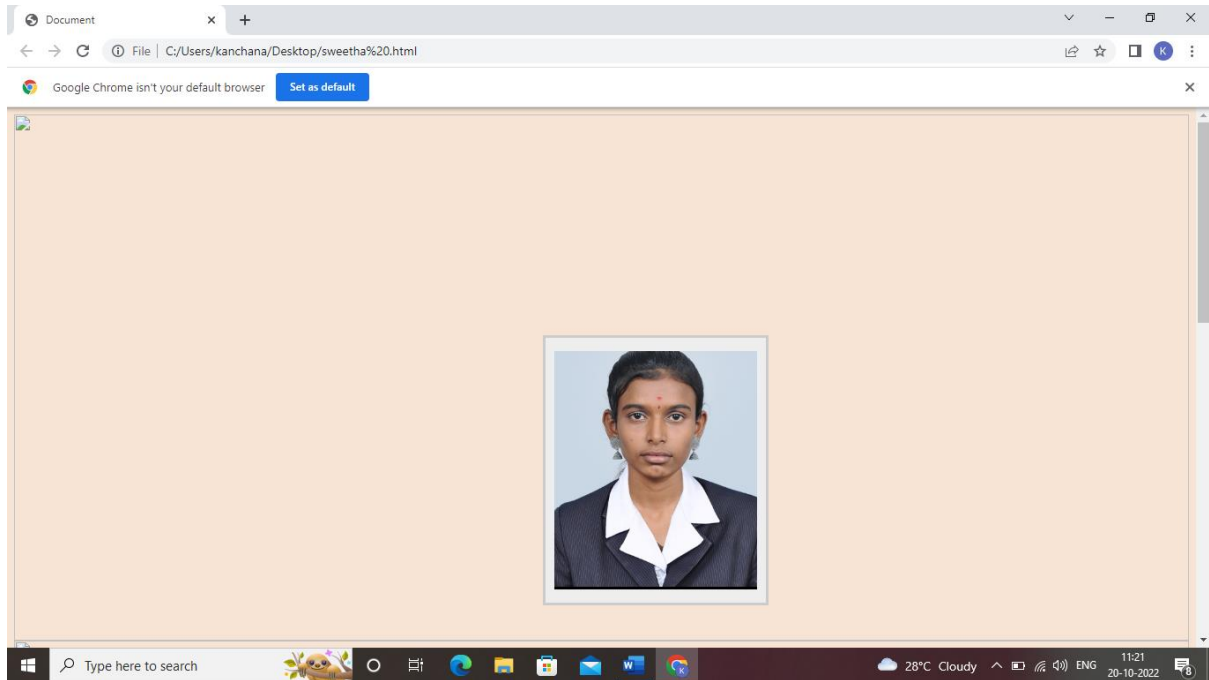 Document
File | C:/Users/kanchana/Desktop/sweetha%20.html
K
Google Chrome isn't your default browser Set as default
Type here to search
W
K
28°C Cloudy ENG
11:21
20-10-2022
8